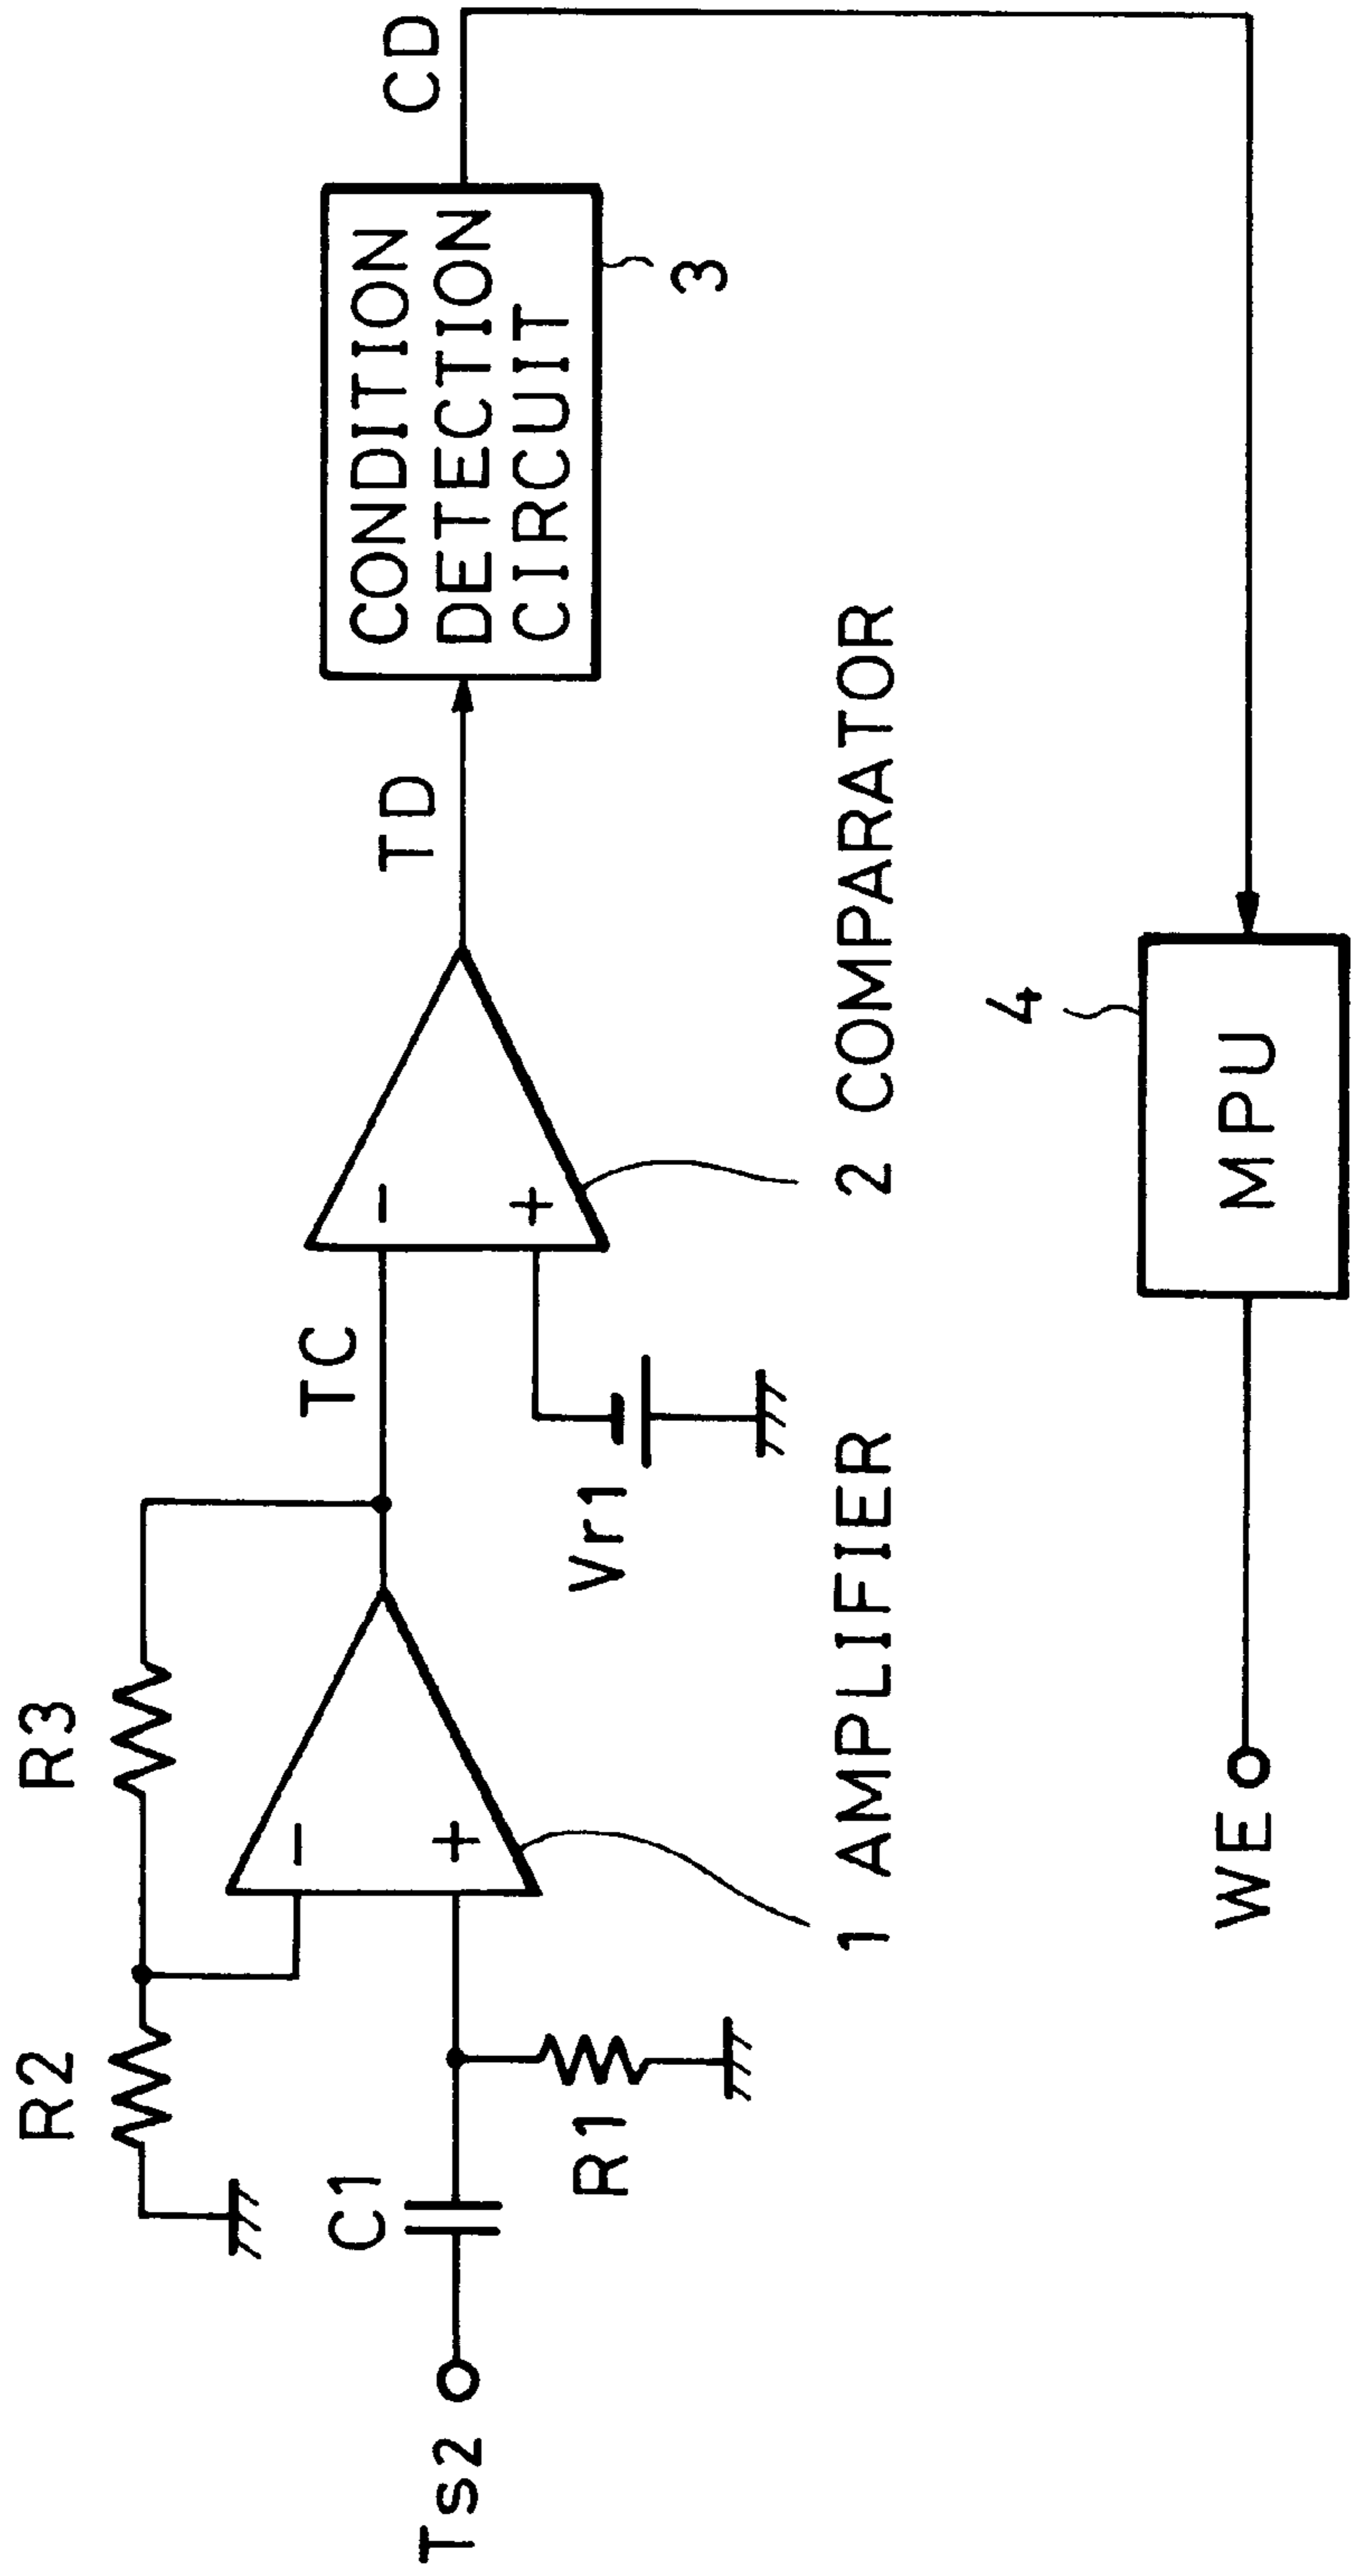 R2
R3
CD
TC
TD
CONDITION
DETECTION
CIRCUIT
3
C1
-
+
-
+
Ts2
R1
Vr1
1 AMPLIFIER
2 COMPARATOR
4
MPU
WE